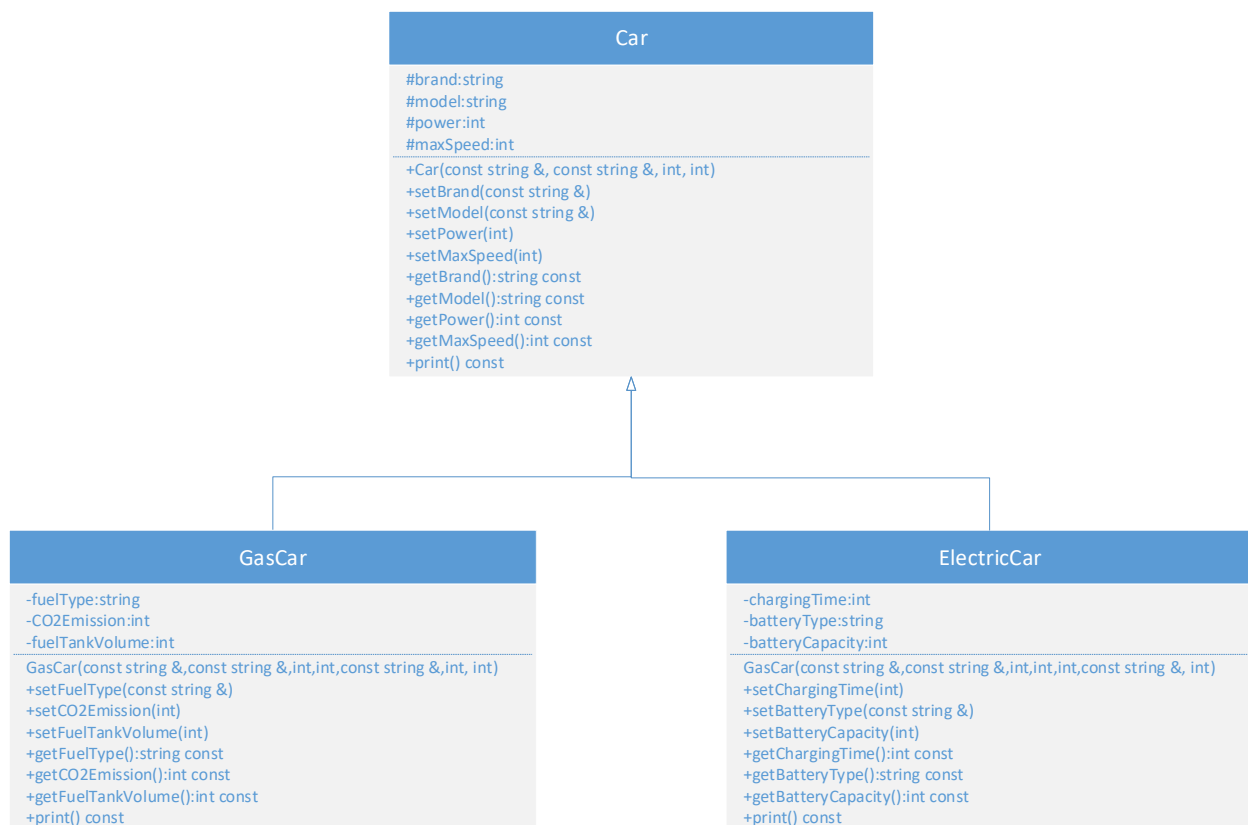 Car
#brand:string
#model:string
#power:int
#maxSpeed:int
+Car(const string &, const string &, int, int)
+setBrand(const string &)
+setModel(const string &)
+setPower(int)
+setMaxSpeed(int)
+getBrand():string const
+getModel():string const
+getPower():int const
+getMaxSpeed():int const
+print() const
GasCar
-fuelType:string
-CO2Emission:int
-fuelTankVolume:int
GasCar(const string &,const string &,int,int,const string &,int, int)
+setFuelType(const string &)
+setCO2Emission(int)
+setFuelTankVolume(int)
+getFuelType():string const
+getCO2Emission():int const
+getFuelTankVolume():int const
+print() const
ElectricCar
-chargingTime:int
-batteryType:string
-batteryCapacity:int
GasCar(const string &,const string &,int,int,int,const string &, int)
+setChargingTime(int)
+setBatteryType(const string &)
+setBatteryCapacity(int)
+getChargingTime():int const
+getBatteryType():string const
+getBatteryCapacity():int const
+print() const